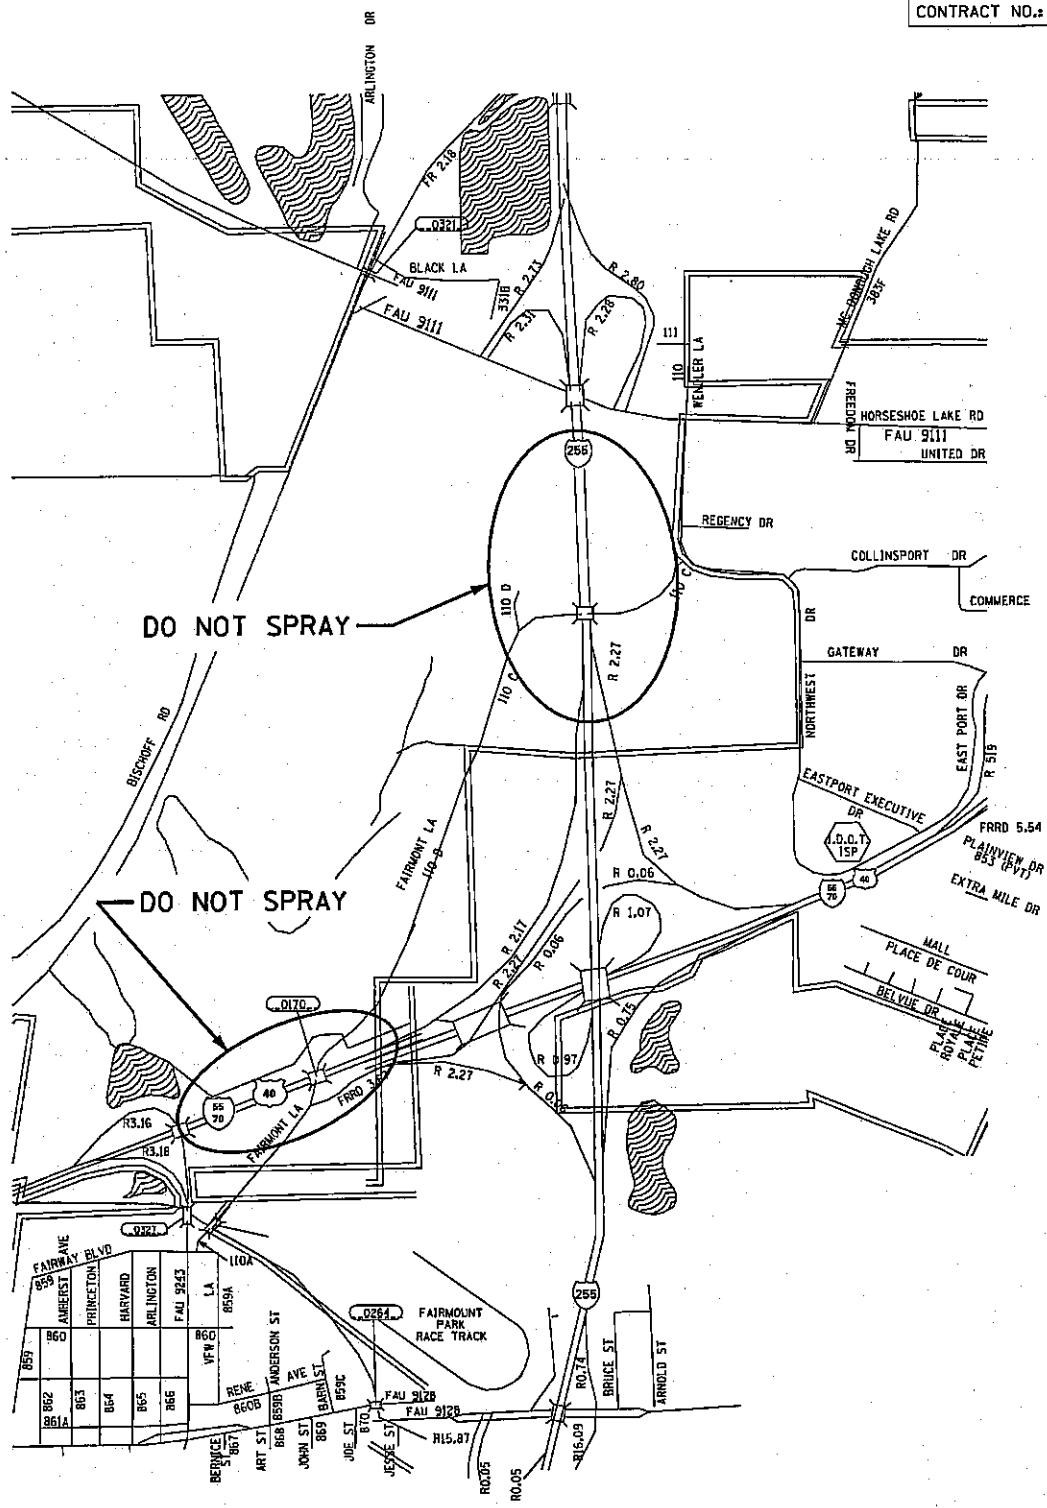 CONTRACT NO.:
ARLINGTON DR
FR 2.18
0321
BLACK LA
FAU 9111
331B
FAU 9111
R 2.73
R 2.31
R 2.80
R 2.28
MC DONOUGH LAKE RD
383F
111
110
WENDLER LA
FREEDOM DR
HORSESHOE LAKE RD
FAU 9111
UNITED DR
255
REGENCY DR
COLLINSPORT DR
COMMERCE
110 D
110 C
DO NOT SPRAY
DR
GATEWAY DR
R 2.27
110 C
NORTHWEST
EAST PORT DR
R 519
BISCHOFF RD
EASTPORT EXECUTIVE
DR
R 2.27
FRRD 5.54
I.D.O.T.
ISP
PLAINVIEW DR
853 (PVT)
FAIRMONT LA
110 B
R 2.27
R 0.06
55
70
40
EXTRA MILE DR
DO NOT SPRAY
R 1.07
R 2.17
R 0.06
R 2.27
MALL
PLACE DE COUR
BELVUE DR
PLACE
ROYALE
PLACE
PETINE
0170
R 0.75
R 0.97
R 2.27
40
55
70
FAIRMONT LA
R3.16
R3.18
0327
110A
FAIRWAY BLVD
859
AMHERST AVE
PRINCETON
HARVARD
ARLINGTON
FAU 9243
LA
859A
0264
FAIRMOUNT
PARK
RACE TRACK
255
860
860
VFW
859
ANDERSON ST
RENE AVE
860B
859B
BARNI ST
859C
R0.74
BRUCE ST
ARNOLD ST
862
861A
863
864
865
866
FAU 9128
FAU 9128
R15.87
R16.09
BERNICE
ST
867
ART ST
868
JOHN ST
869
JOE ST
870
JESSE ST
R0.05
R0.05